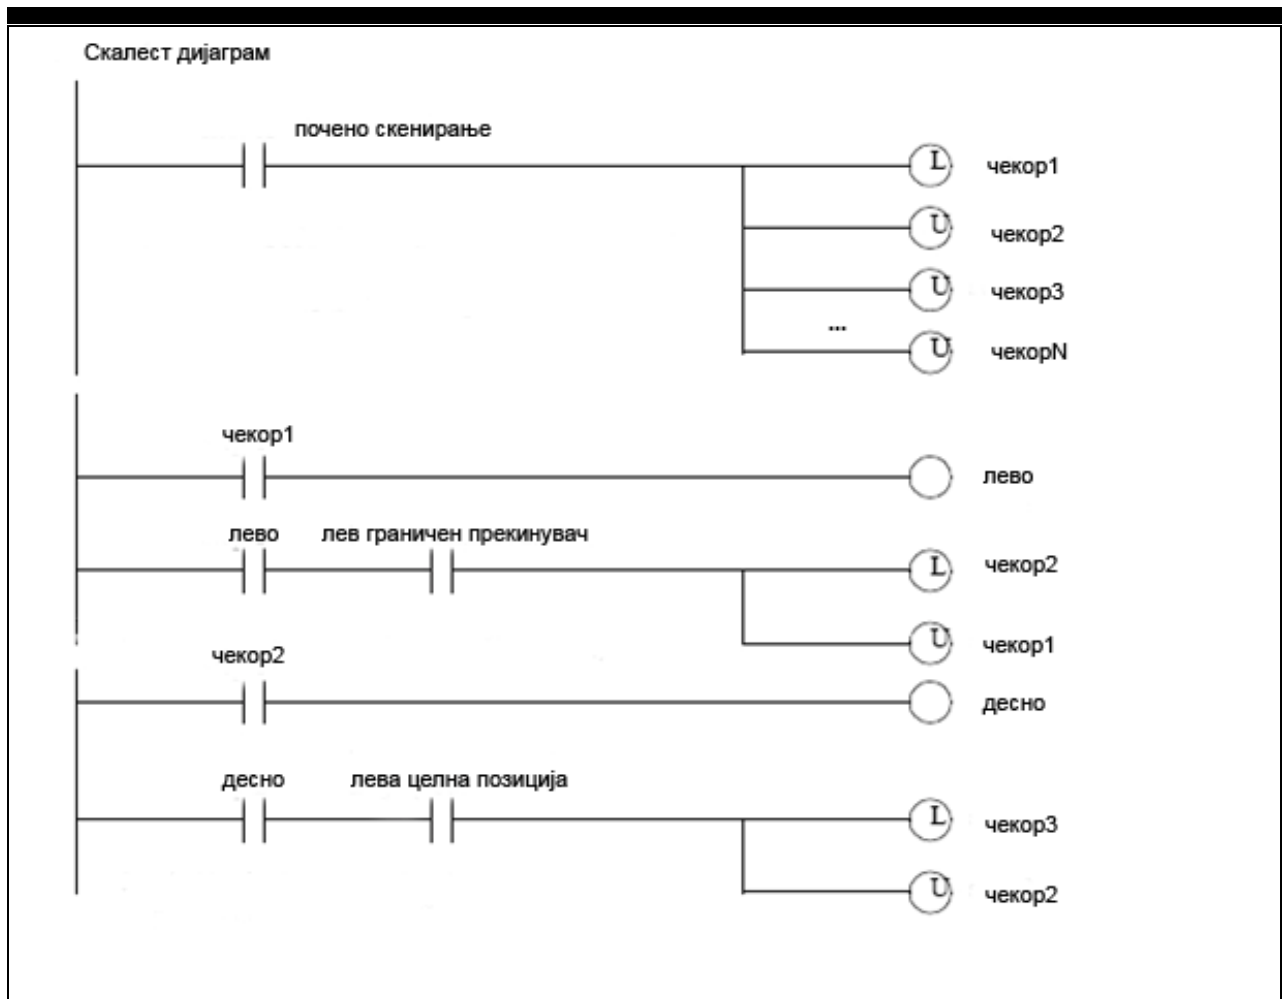 Скалест дијаграм
почено скенирање
L чекор1
U чекор2
U чекор3
...
U чекорN
чекор1
лево
лево лев граничен прекинувач
L чекор2
U чекор1
чекор2
десно
десно лева целна позиција
L чекор3
U чекор2